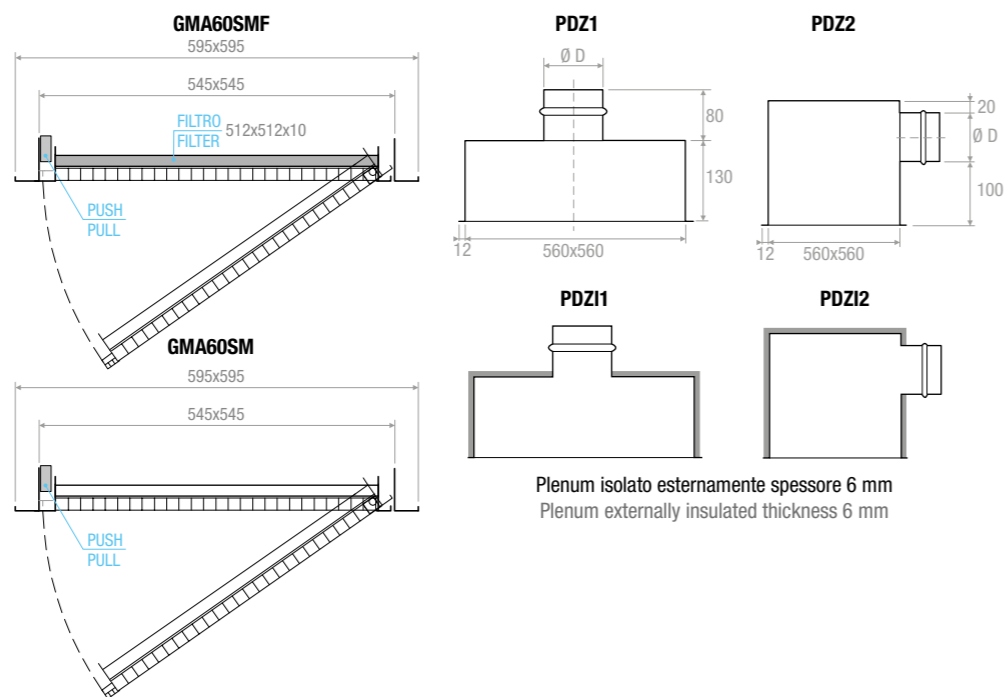 GMA60SMF
595x595
545x545
FILTRO
FILTER
512x512x10
PUSH
PULL
GMA60SM
595x595
545x545
PUSH
PULL
PDZ1
Ø D
80
130
12
560x560
PDZ2
20
Ø D
100
12
560x560
PDZI1
PDZI2
Plenum isolato esternamente spessore 6 mm
Plenum externally insulated thickness 6 mm